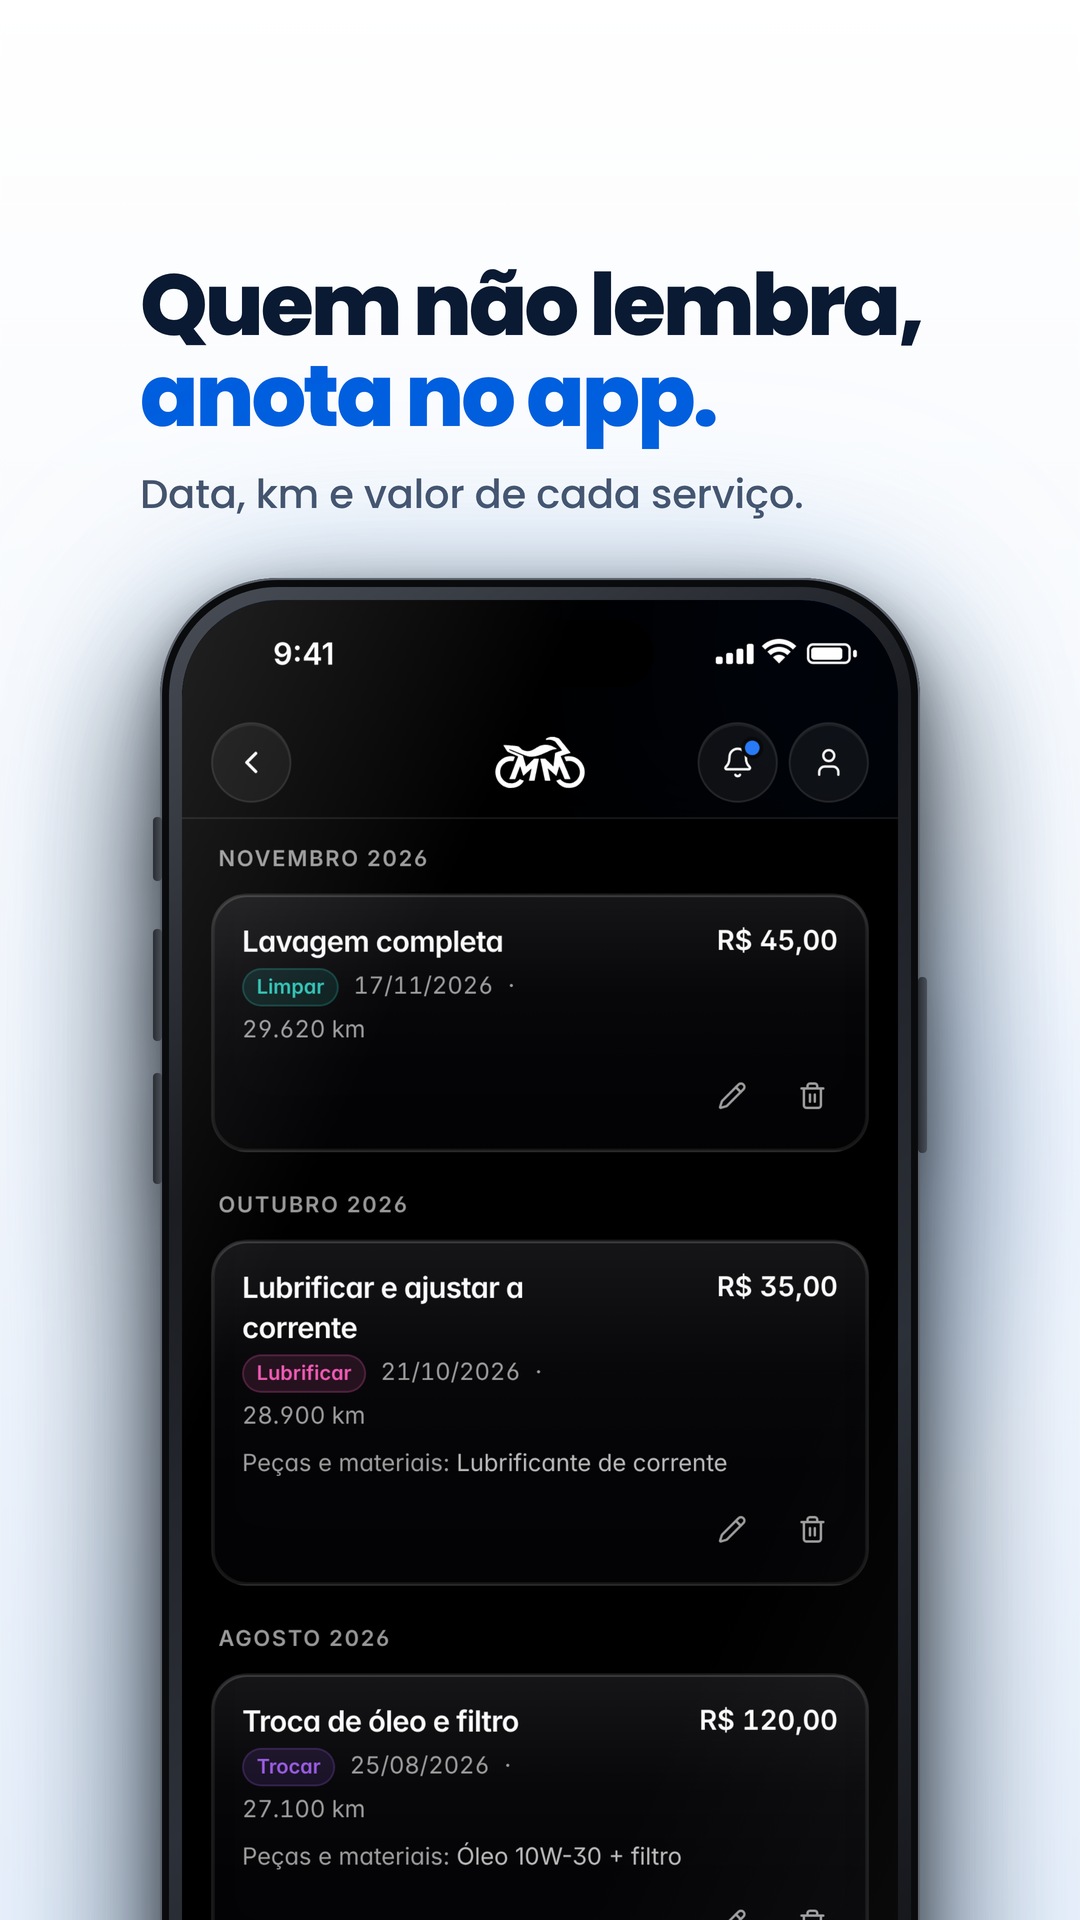 Quem não lembra,
anota no app.
Data, km e valor de cada serviço.
9:41
MM
NOVEMBRO 2026
Lavagem completa R$ 45,00
Limpar 17/11/2026 ·
29.620 km
OUTUBRO 2026
Lubrificar e ajustar a R$ 35,00
corrente
Lubrificar 21/10/2026 ·
28.900 km
Peças e materiais: Lubrificante de corrente
AGOSTO 2026
Troca de óleo e filtro R$ 120,00
Trocar 25/08/2026 ·
27.100 km
Peças e materiais: Óleo 10W-30 + filtro